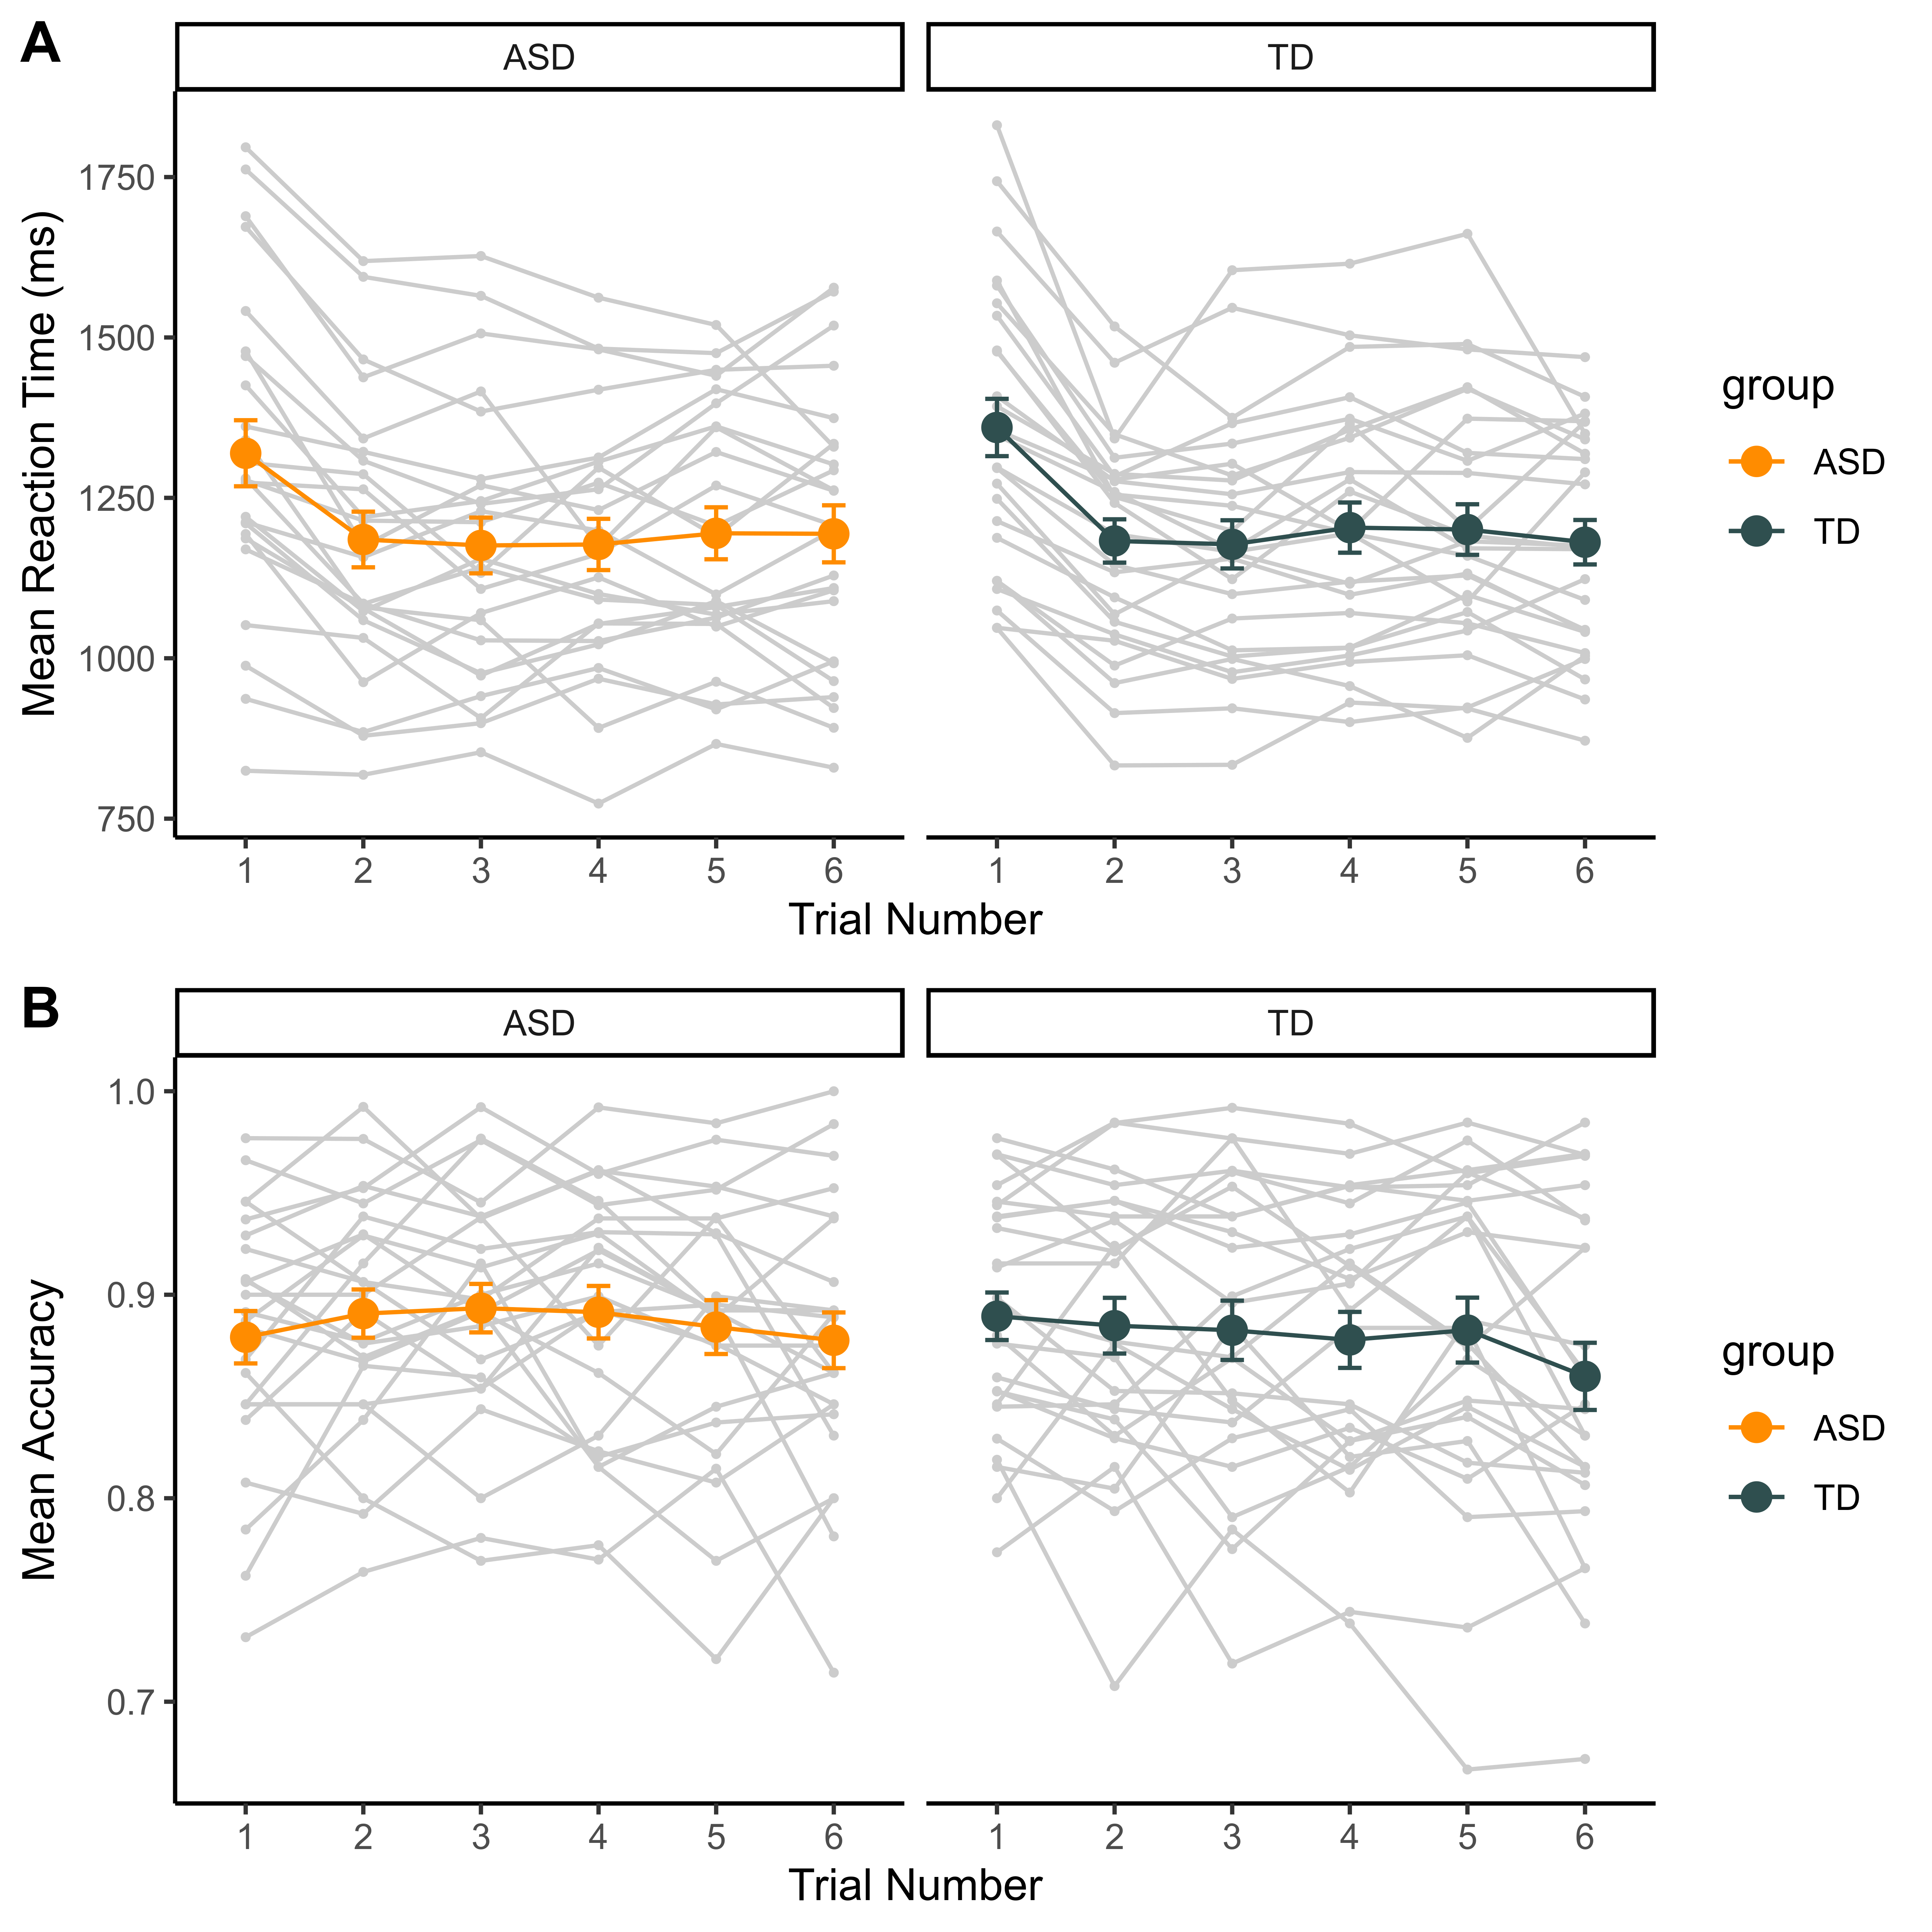 A
ASD TD
Mean Reaction Time (ms)
1750
1500
1250
1000
750
1 2 3 4 5 6 1 2 3 4 5 6
Trial Number
group
ASD
TD
B
ASD TD
Mean Accuracy
1.0
0.9
0.8
0.7
1 2 3 4 5 6 1 2 3 4 5 6
Trial Number
group
ASD
TD